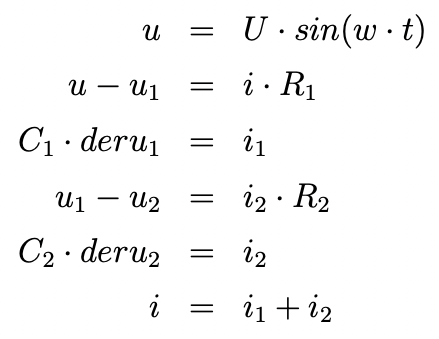 u = U · sin(w · t)
u − u₁ = i · R₁
C₁ · deru₁ = i₁
u₁ − u₂ = i₂ · R₂
C₂ · deru₂ = i₂
i = i₁ + i₂